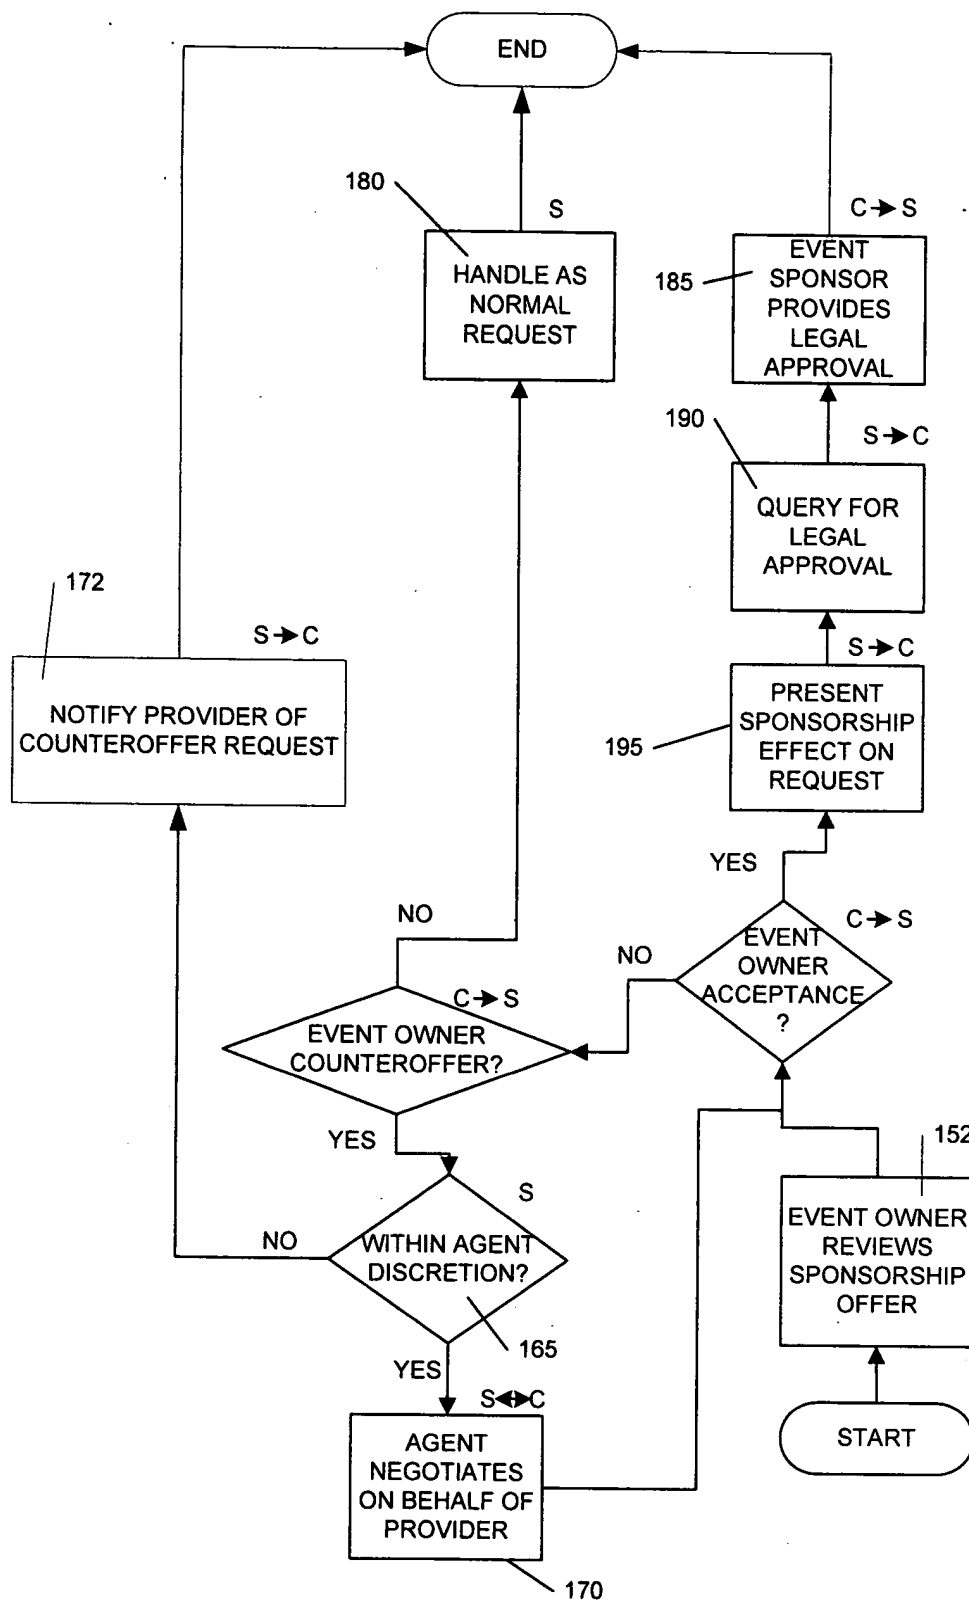 END
180
S
C→S
HANDLE AS
NORMAL
REQUEST
185
EVENT
SPONSOR
PROVIDES
LEGAL
APPROVAL
190
S→C
QUERY FOR
LEGAL
APPROVAL
172
S→C
S→C
NOTIFY PROVIDER OF
COUNTEROFFER REQUEST
195
PRESENT
SPONSORSHIP
EFFECT ON
REQUEST
YES
NO
C→S
NO
EVENT
OWNER
ACCEPTANCE
?
C→S
EVENT OWNER
COUNTEROFFER?
YES
152
S
NO
WITHIN AGENT
DISCRETION?
EVENT OWNER
REVIEWS
SPONSORSHIP
OFFER
165
YES
S↔C
START
AGENT
NEGOTIATES
ON BEHALF OF
PROVIDER
170